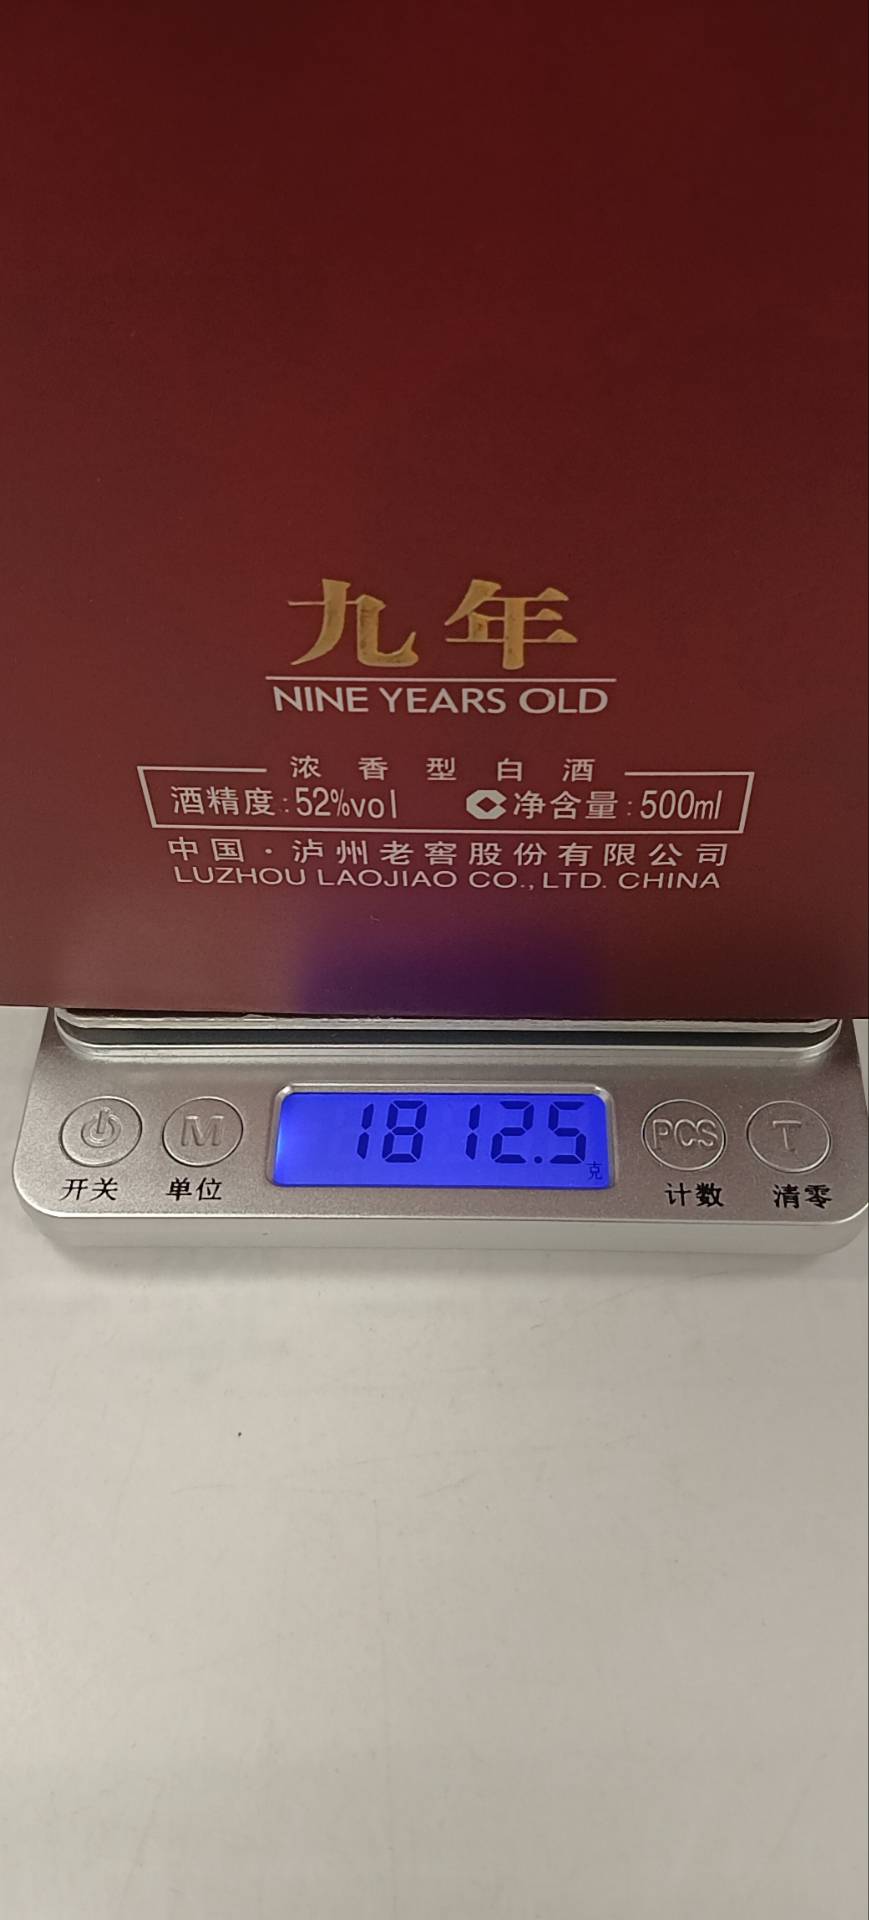 九年
NINE YEARS OLD
浓香型白酒
酒精度:52%vol 净含量:500ml
中国·泸州老窖股份有限公司
LUZHOU LAOJIAO CO.,LTD. CHINA
1812.5
克
M PCS T
开关 单位 计数 清零